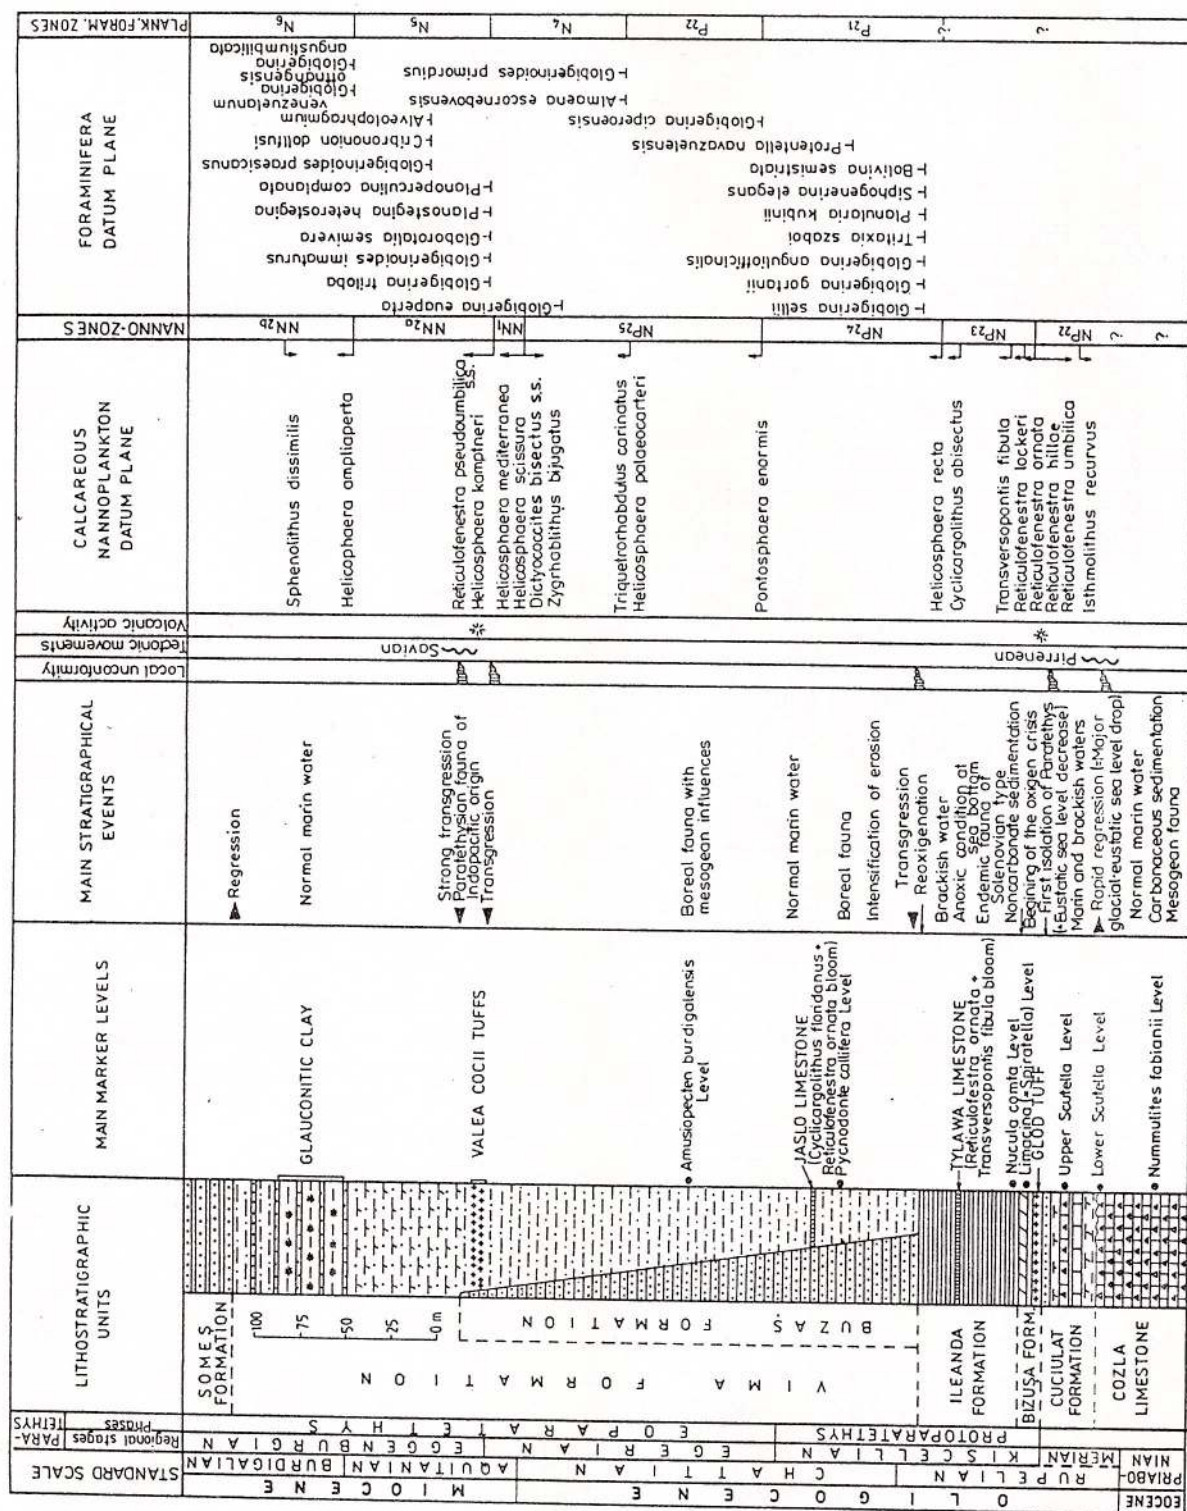 STANDARD SCALE
Regional stages
PARA-
TETHYS
Phases
LITHOSTRATIGRAPHIC
UNITS
MAIN MARKER LEVELS
MAIN STRATIGRAPHICAL
EVENTS
Local unconformity
Tectonic movements
Volcanic activity
CALCAREOUS
NANNOPLANKTON
DATUM PLANE
NANNO-ZONES
FORAMINIFERA
DATUM PLANE
PLANK.FORAM. ZONES
EOCENE
OLIGOCENE
MIOCENE
PRIABO-
NIAN
RUPELIAN
CHATTIAN
AQUITANIAN
BURDIGALIAN
MERIAN
KISCELLIAN
EGERIAN
EGGENBURGIAN
PROTOPARATETHYS
EOPARATETHYS
SOMEŞ
FORMATION
VIMA FORMATION
BUZAŞ FORMATION
ILEANDA
FORMATION
BIZUŞA FORM.
CUCIULAT
FORMATION
COZLA
LIMESTONE
100
75
50
25
0 m
GLAUCONITIC CLAY
VALEA COCII TUFFS
Amusiopecten burdigalensis
Level
JASLO LIMESTONE
(Cyclicargolithus floridanus +
Reticulofenestra ornata bloom)
Pycnodonte callifera Level
TYLAWA LIMESTONE
(Reticulofestra ornata +
Transversopontis fibula bloom)
Nucula comta Level
Limacina (=Spiratella) Level
GLOD TUFF
Upper Scutella Level
Lower Scutella Level
Nummulites fabianii Level
Regression
Normal marin water
Strong transgression
Paratethysian fauna of
Indopacific origin
Transgression
Boreal fauna with
mesogean influences
Normal marin water
Boreal fauna
Intensification of erosion
Transgression
Reoxigenation
Brackish water
Anoxic condition at
sea bottom
Endemic fauna of
Solenovian type
Noncarbonate sedimentation
Begining of the oxigen crisis
First isolation of Paratethys
(+Eustatic sea level decrease)
Marin and brackish waters
Rapid regression (=Major
glacial-eustatic sea level drop)
Normal marin water
Carbonaceous sedimentation
Mesogean fauna
Savian
Pirrenean
Sphenolithus dissimilis
Helicophaera ampliaperta
Reticulofenestra pseudoumbilica
s.s.
Helicosphaera kamptneri
Helicosphaera mediterranea
Helicosphaera scissura
Dictyococcites bisectus s.s.
Zygrhablithus bijugatus
Triquetrorhabdulus carinatus
Helicosphaera palaeocarteri
Pontosphaera enormis
Helicosphaera recta
Cyclicargolithus abisectus
Transversopontis fibula
Reticulofenestra lockeri
Reticulofenestra ornata
Reticulofenestra hillae
Reticulofenestra umbilica
Isthmolithus recurvus
NN2b
NN2a
NN1
NP25
NP24
NP23
NP22
?
?
Globigerina euaperta
Globigerina triloba
Globigerinoides immaturus
Globorotalia semivera
Planostegina heterostegina
Planoperculina complanata
Globigerinoides praesicanus
Cribrononion dollfusi
Alveolophragmium
venezuelanum
Globigerina
ottnangensis
Globigerina
angustiumbilicata
Globigerinoides primordius
Almaena escornebovensis
Globigerina ciperoensis
Protentella navazuelensis
Bolivina semistriata
Siphogenerina elegans
Planularia kubinii
Tritaxia szaboi
Globigerina anguliofficinalis
Globigerina gortanii
Globigerina sellii
N6
N5
N4
P22
P21
?
?